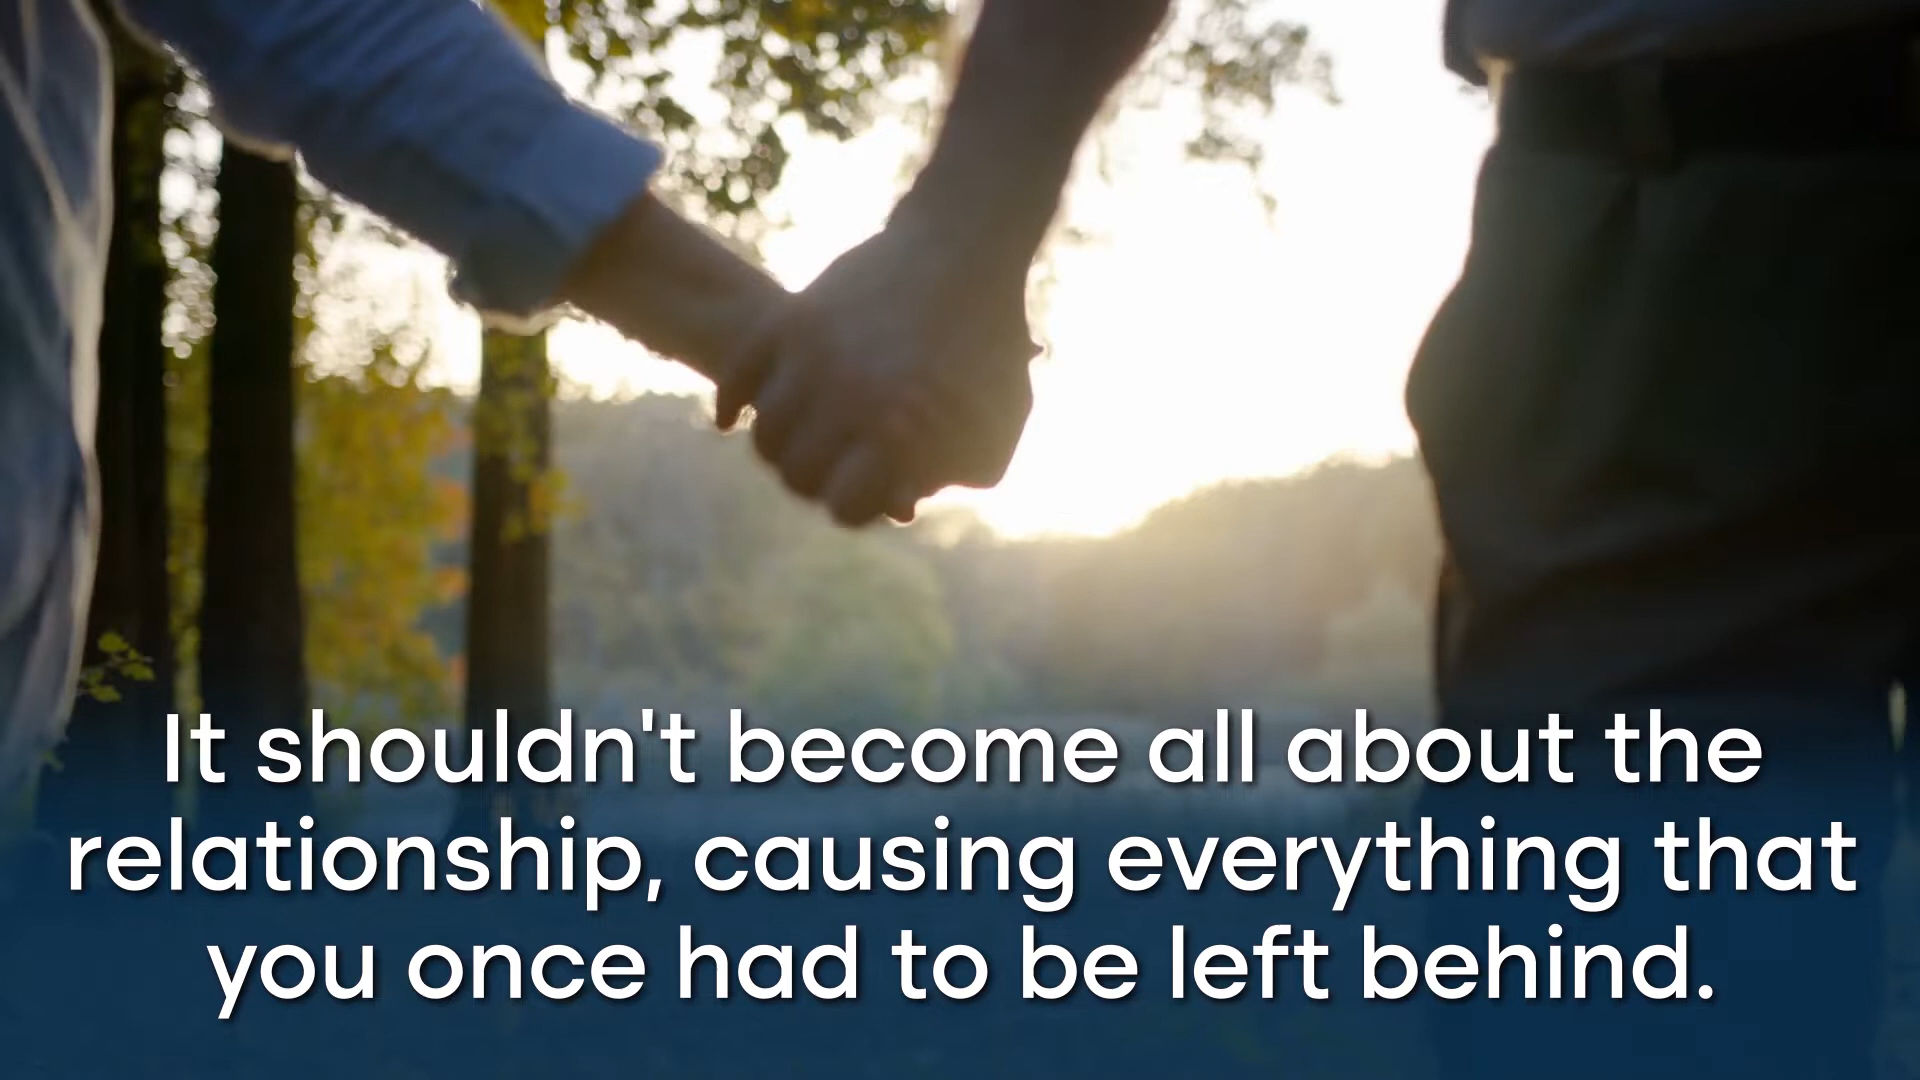 It shouldn't become all about the
relationship, causing everything that
you once had to be left behind.